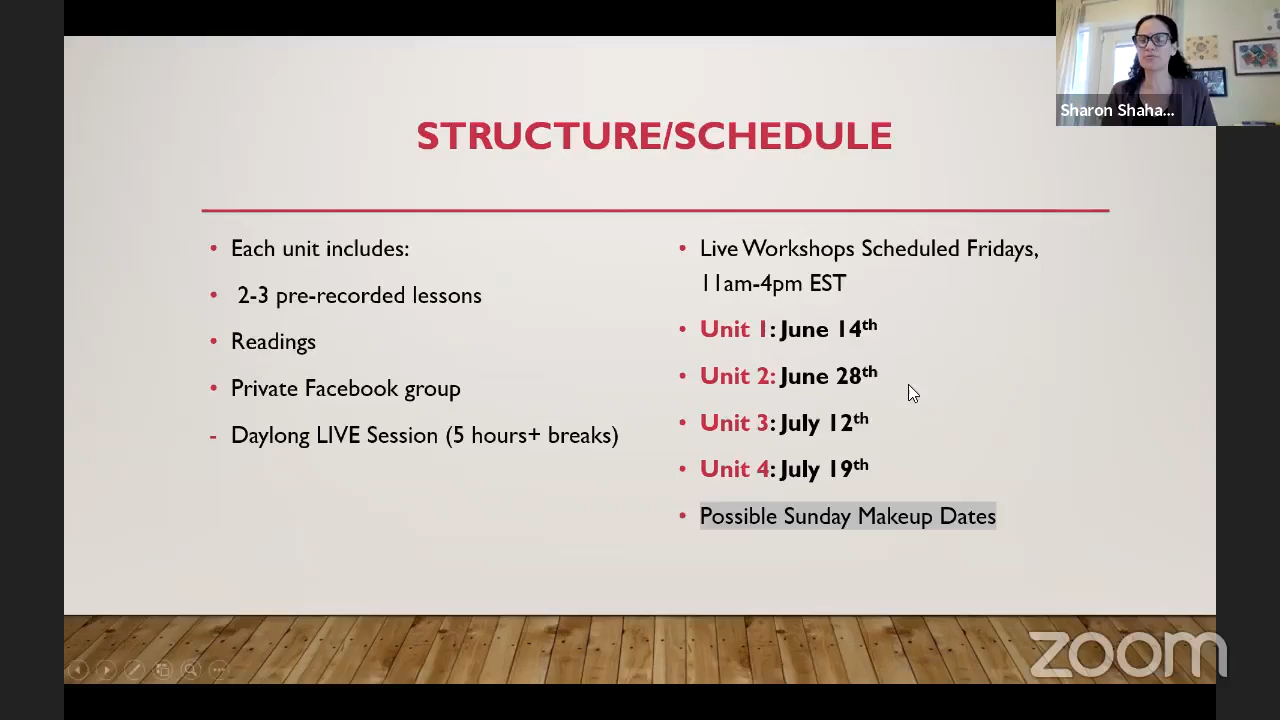 Sharon Shaha...
STRUCTURE/SCHEDULE
• Each unit includes:
• 2-3 pre-recorded lessons
• Readings
• Private Facebook group
- Daylong LIVE Session (5 hours+ breaks)
• Live Workshops Scheduled Fridays,
11am-4pm EST
• Unit 1: June 14th
• Unit 2: June 28th
• Unit 3: July 12th
• Unit 4: July 19th
• Possible Sunday Makeup Dates
zoom